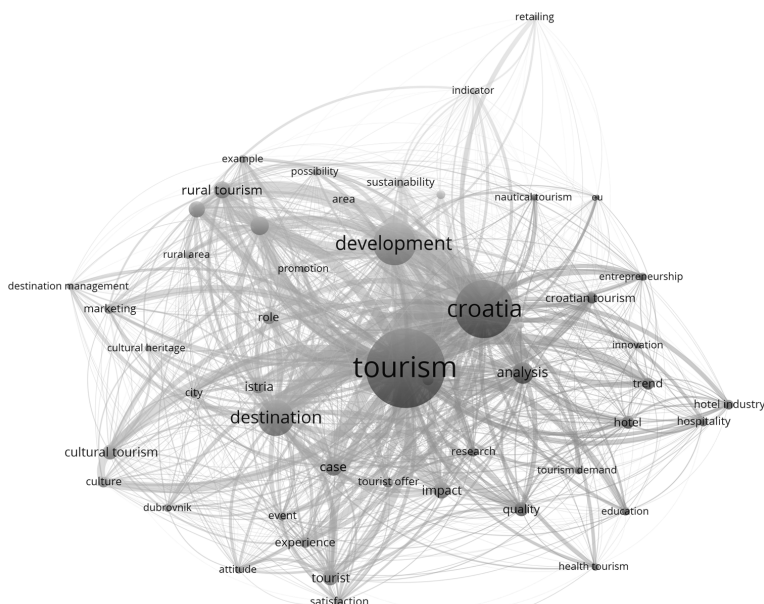 retailing
indicator
example
possibility
sustainability
rural tourism
area
nautical tourism
eu
development
rural area
promotion
entrepreneurship
destination management
croatian tourism
marketing
croatia
role
cultural heritage
innovation
tourism
analysis
trend
istria
city
hotel industry
destination
hotel
hospitality
cultural tourism
research
case
tourism demand
culture
tourist offer
impact
dubrovnik
event
quality
education
experience
attitude
health tourism
tourist
satisfaction